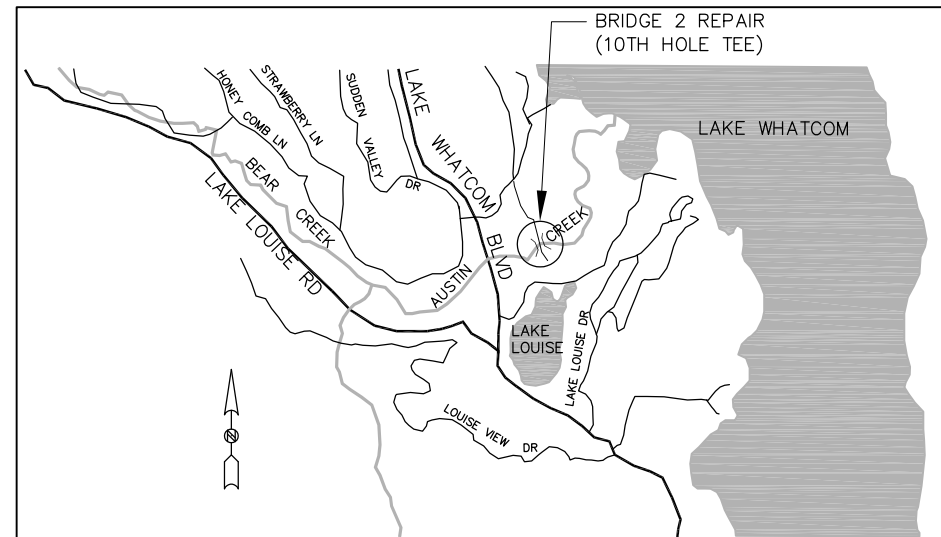 BRIDGE 2 REPAIR
(10TH HOLE TEE)
HONEY
COMB LN
STRAWBERRY LN
SUDDEN
VALLEY
DR
LAKE
WHATCOM
BLVD
LAKE WHATCOM
BEAR
CREEK
LAKE LOUISE RD
AUSTIN
CREEK
LAKE
LOUISE
LAKE LOUISE DR
LOUISE VIEW
DR
N